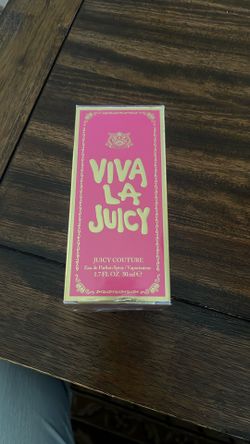 VIVA
LA
JUICY
JUICY COUTURE
Eau de Parfum Spray / Vaporisateur
1.7 FL OZ 50 ml ℮